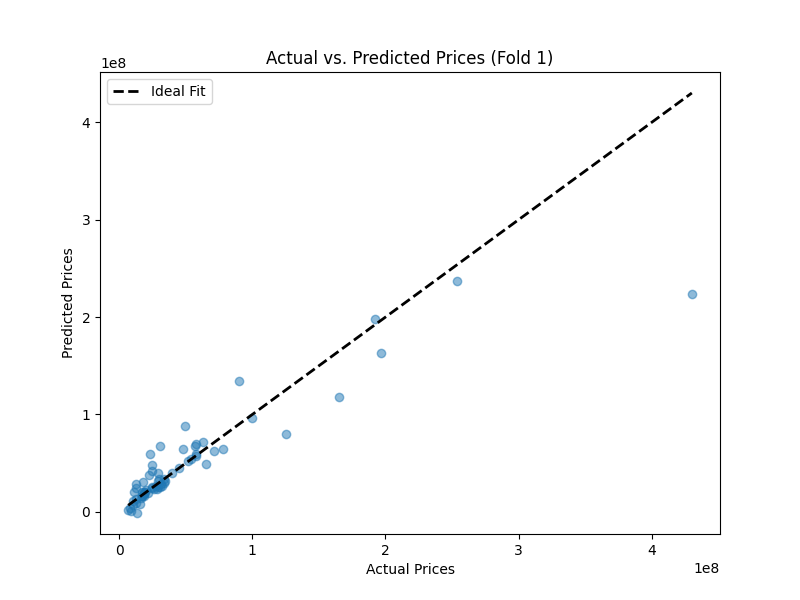 Actual vs. Predicted Prices (Fold 1)
1e8
Ideal Fit
4
3
2
1
0
Predicted Prices
0 1 2 3 4
Actual Prices
1e8